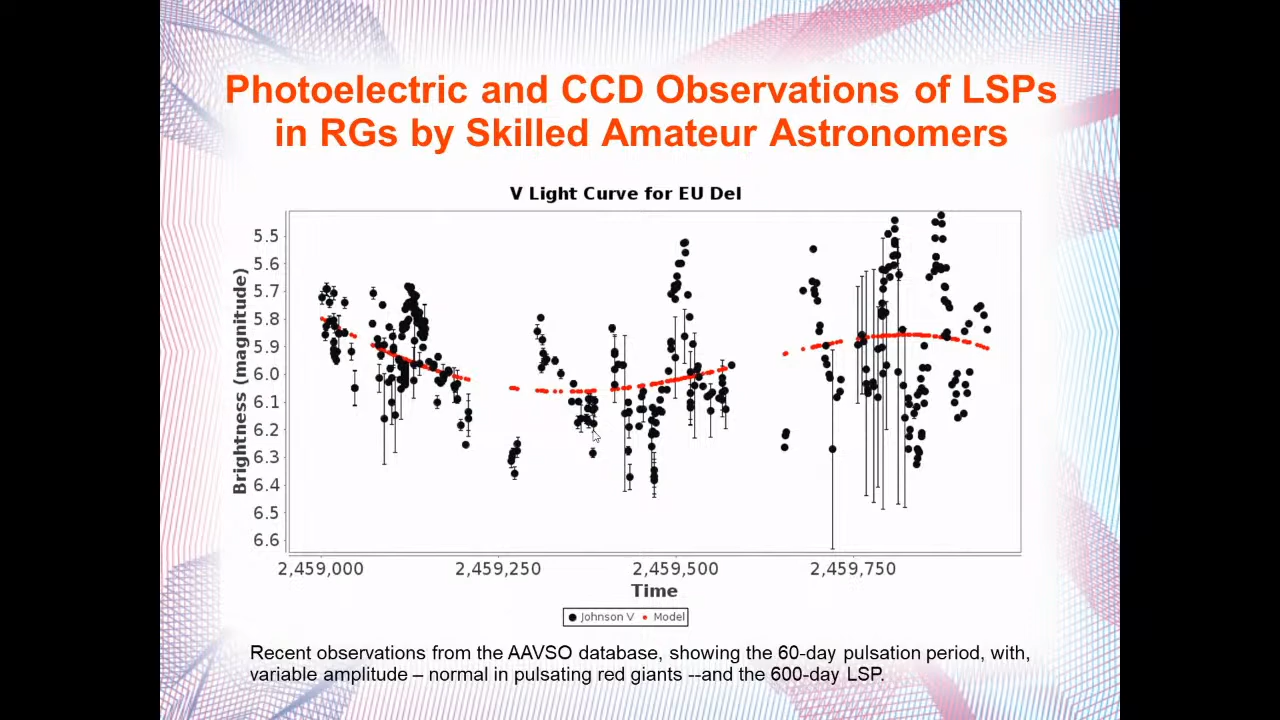 Photoelectric and CCD Observations of LSPs
in RGs by Skilled Amateur Astronomers
V Light Curve for EU Del
Brightness (magnitude)
5.5
5.6
5.7
5.8
5.9
6.0
6.1
6.2
6.3
6.4
6.5
6.6
2,459,000 2,459,250 2,459,500 2,459,750
Time
Johnson V Model
Recent observations from the AAVSO database, showing the 60-day pulsation period, with,
variable amplitude – normal in pulsating red giants --and the 600-day LSP.